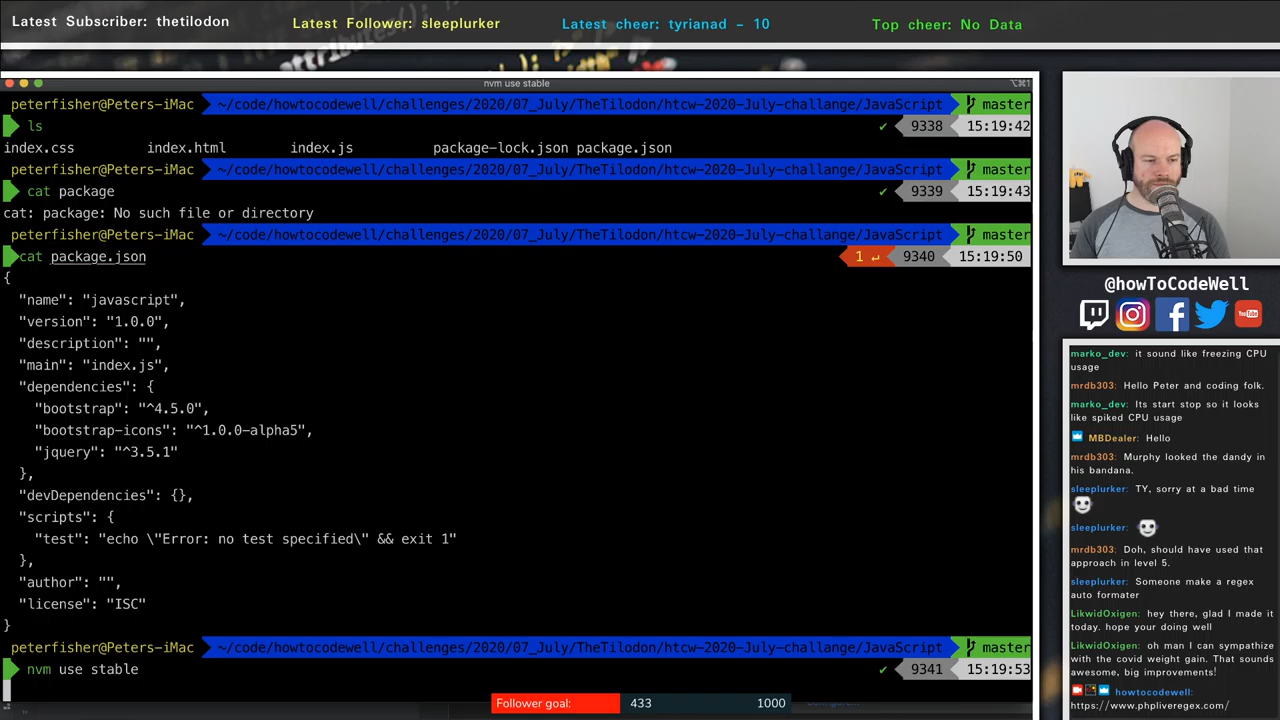 Latest Subscriber: thetilodon
Latest Follower: sleeplurker
Latest cheer: tyrianad - 10
Top cheer: No Data
attributes();
nvm use stable
⌥⌘1
peterfisher@Peters-iMac ~/code/howtocodewell/challenges/2020/07_July/TheTilodon/htcw-2020-July-challange/JavaScript master
ls ✔ 9338 15:19:42
index.css index.html index.js package-lock.json package.json
peterfisher@Peters-iMac ~/code/howtocodewell/challenges/2020/07_July/TheTilodon/htcw-2020-July-challange/JavaScript master
cat package ✔ 9339 15:19:43
cat: package: No such file or directory
peterfisher@Peters-iMac ~/code/howtocodewell/challenges/2020/07_July/TheTilodon/htcw-2020-July-challange/JavaScript master
cat package.json 1 ↵ 9340 15:19:50
{
"name": "javascript",
"version": "1.0.0",
"description": "",
"main": "index.js",
"dependencies": {
"bootstrap": "^4.5.0",
"bootstrap-icons": "^1.0.0-alpha5",
"jquery": "^3.5.1"
},
"devDependencies": {},
"scripts": {
"test": "echo \"Error: no test specified\" && exit 1"
},
"author": "",
"license": "ISC"
}
peterfisher@Peters-iMac ~/code/howtocodewell/challenges/2020/07_July/TheTilodon/htcw-2020-July-challange/JavaScript master
nvm use stable ✔ 9341 15:19:53
Follower goal: 433 1000
@howToCodeWell
You Tube
marko_dev: it sound like freezing CPU
usage
mrdb303: Hello Peter and coding folk.
marko_dev: Its start stop so it looks
like spiked CPU usage
MBDealer: Hello
mrdb303: Murphy looked the dandy in
his bandana.
sleeplurker: TY, sorry at a bad time
sleeplurker:
mrdb303: Doh, should have used that
approach in level 5.
sleeplurker: Someone make a regex
auto formater
LikwidOxigen: hey there, glad I made it
today. hope your doing well
LikwidOxigen: oh man I can sympathize
with the covid weight gain. That sounds
awesome, big improvements!
howtocodewell:
https://www.phpliveregex.com/